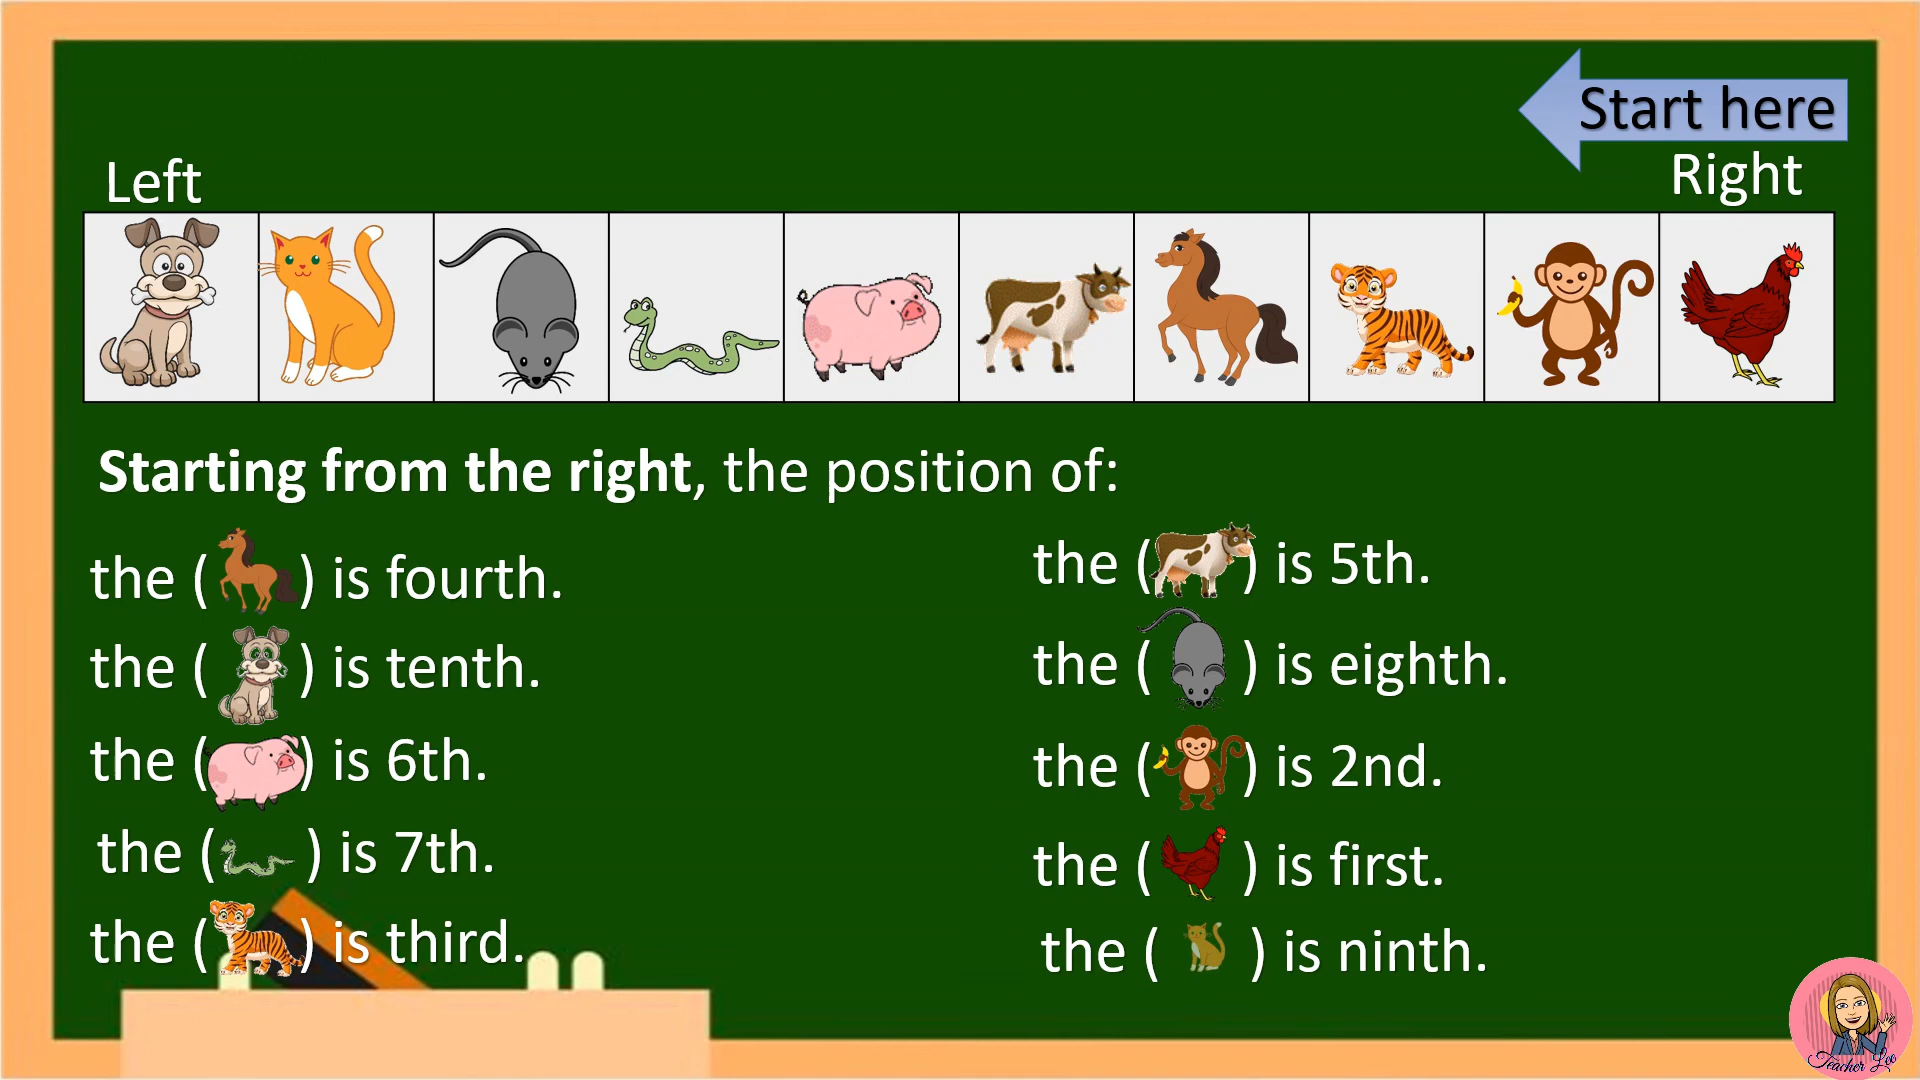 Start here
Left
Right
Starting from the right, the position of:
the ( ) is fourth.
the ( ) is tenth.
the ( ) is 6th.
the ( ) is 7th.
the ( ) is third.
the ( ) is 5th.
the ( ) is eighth.
the ( ) is 2nd.
the ( ) is first.
the ( ) is ninth.
Teacher Leo